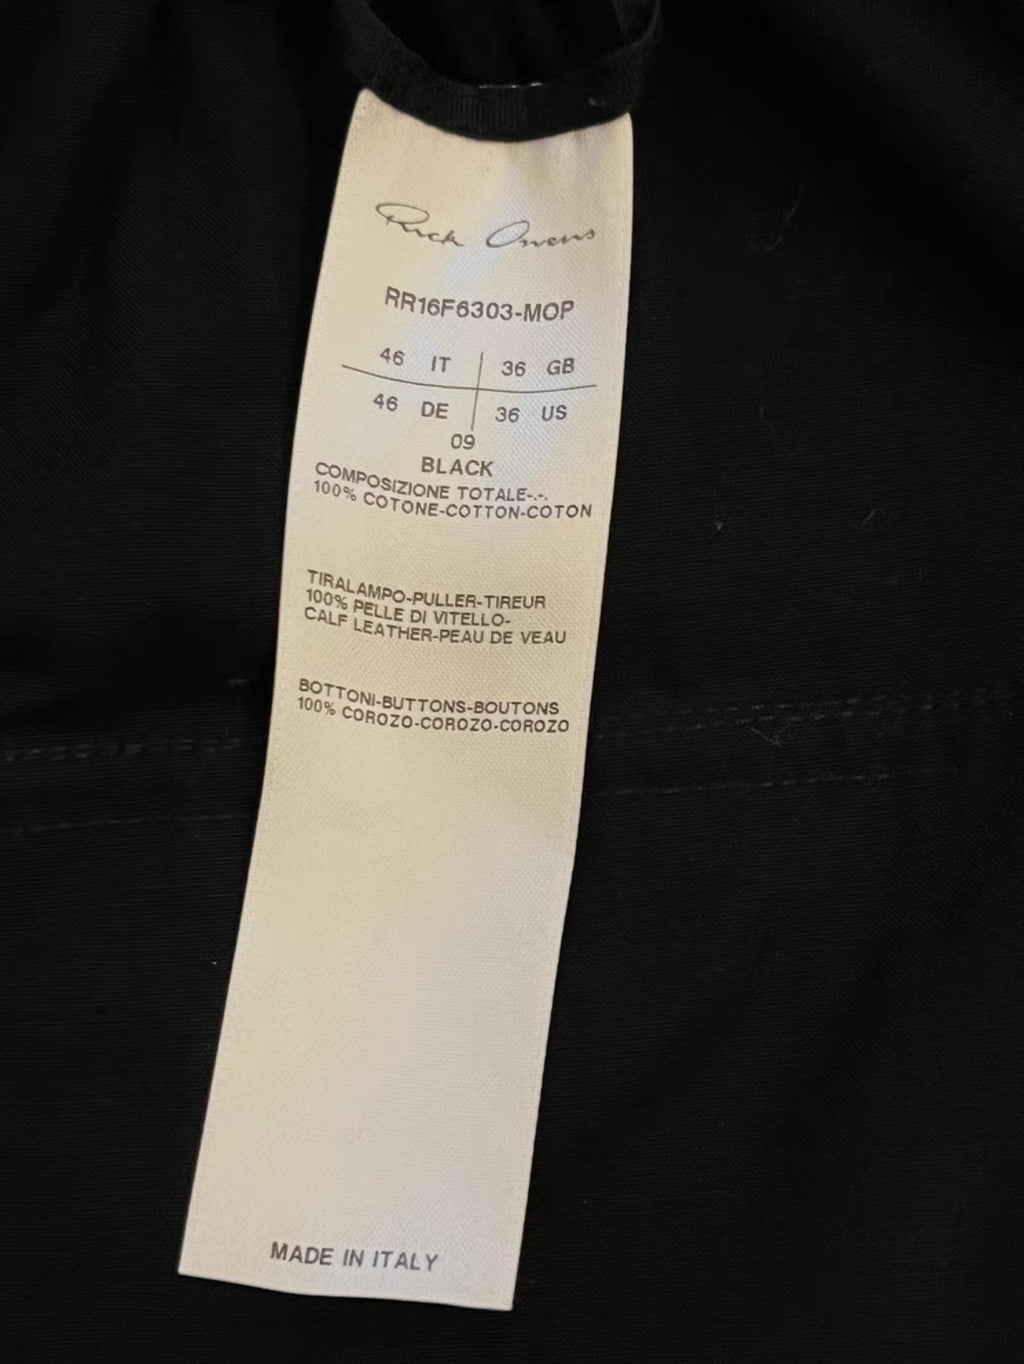 Rick Owens
RR16F6303-MOP
46 IT 36 GB
46 DE 36 US
09
BLACK
COMPOSIZIONE TOTALE-.-.
100% COTONE-COTTON-COTON
TIRALAMPO-PULLER-TIREUR
100% PELLE DI VITELLO-
CALF LEATHER-PEAU DE VEAU
BOTTONI-BUTTONS-BOUTONS
100% COROZO-COROZO-COROZO
MADE IN ITALY